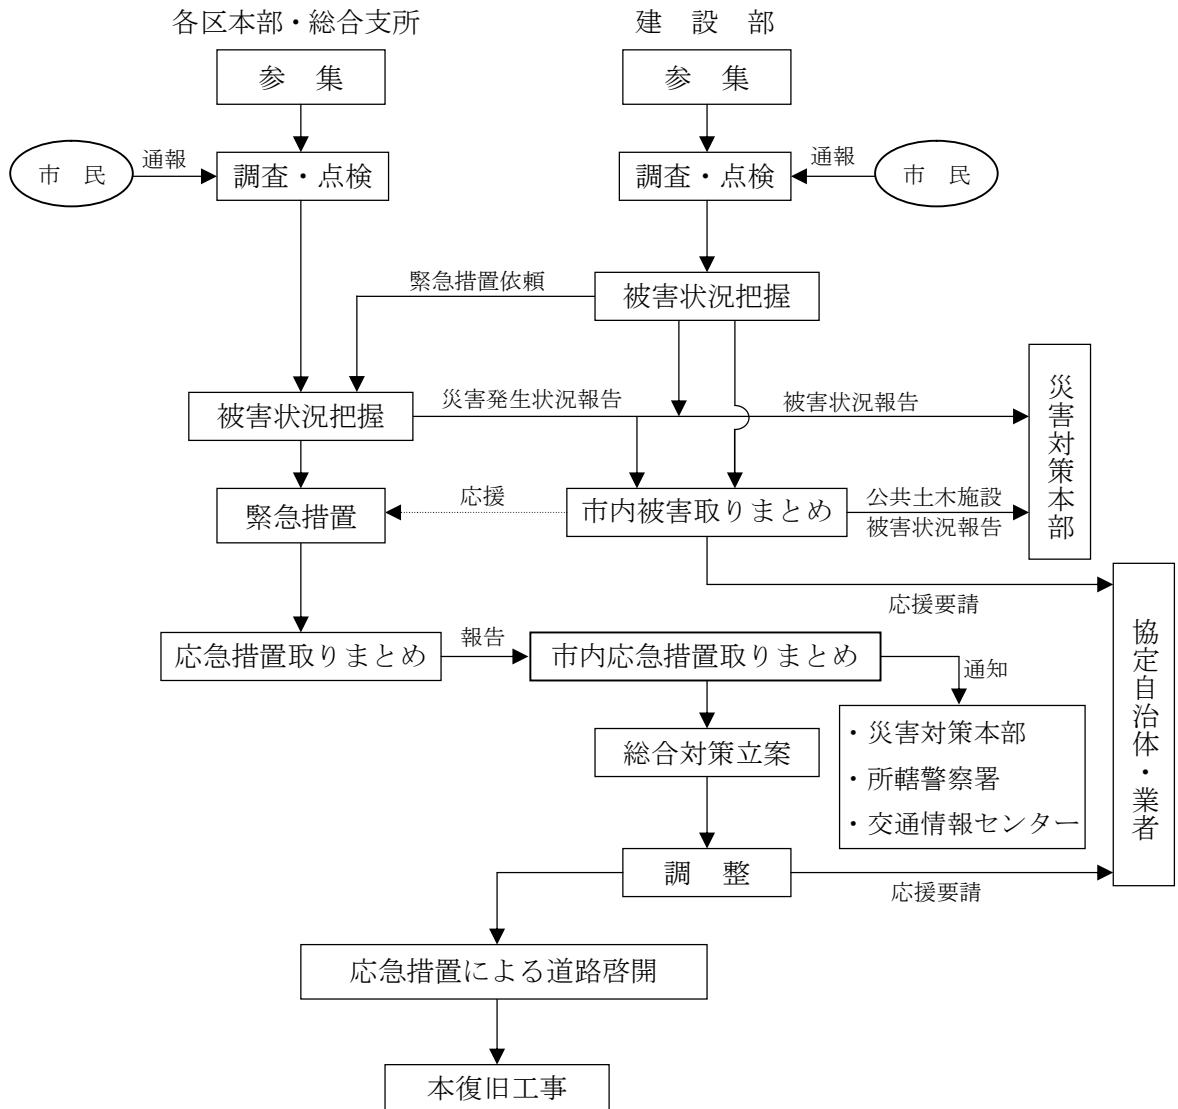 各区本部・総合支所
建　設　部
参　集
参　集
市　民
通報
調査・点検
調査・点検
通報
市　民
緊急措置依頼
被害状況把握
被害状況把握
災害発生状況報告
被害状況報告
災害対策本部
緊急措置
応援
市内被害取りまとめ
公共土木施設
被害状況報告
応援要請
協定自治体・業者
応急措置取りまとめ
報告
市内応急措置取りまとめ
通知
・災害対策本部
・所轄警察署
・交通情報センター
総合対策立案
調　整
応援要請
応急措置による道路啓開
本復旧工事